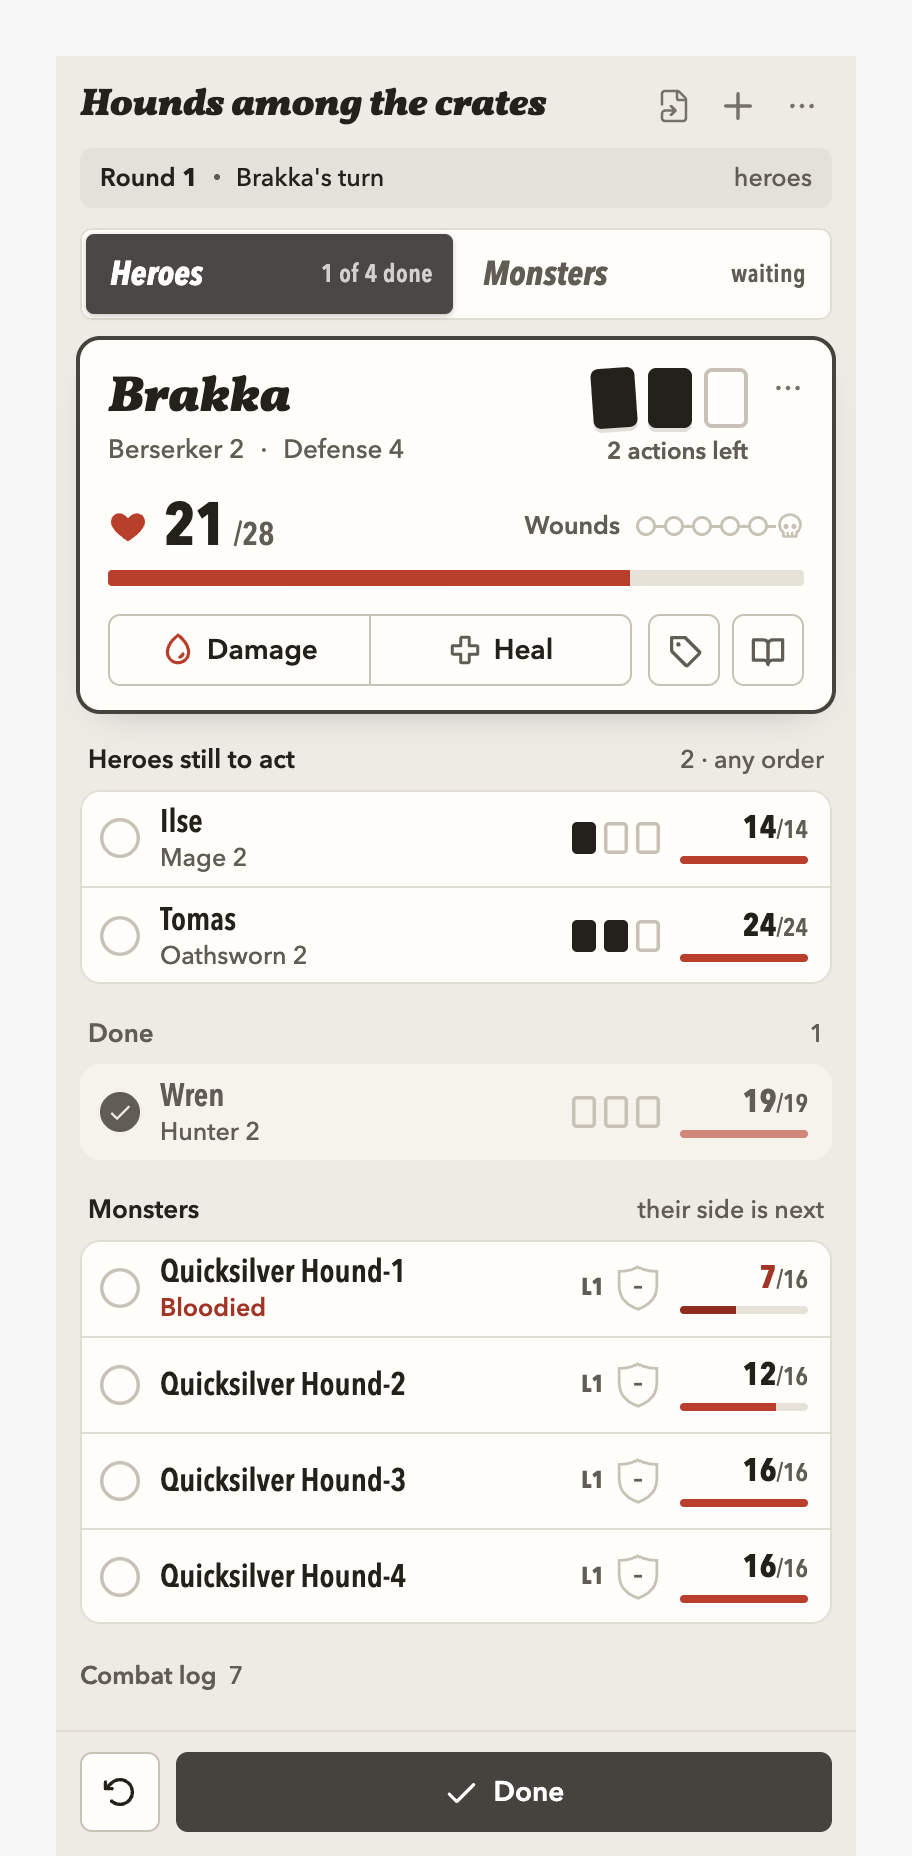 Hounds among the crates
Round 1 • Brakka's turn heroes
Heroes 1 of 4 done Monsters waiting
Brakka
Berserker 2 · Defense 4 2 actions left
21 /28 Wounds
Damage Heal
Heroes still to act 2 · any order
Ilse 14/14
Mage 2
Tomas 24/24
Oathsworn 2
Done 1
Wren 19/19
Hunter 2
Monsters their side is next
Quicksilver Hound-1 L1 - 7/16
Bloodied
Quicksilver Hound-2 L1 - 12/16
Quicksilver Hound-3 L1 - 16/16
Quicksilver Hound-4 L1 - 16/16
Combat log 7
Done